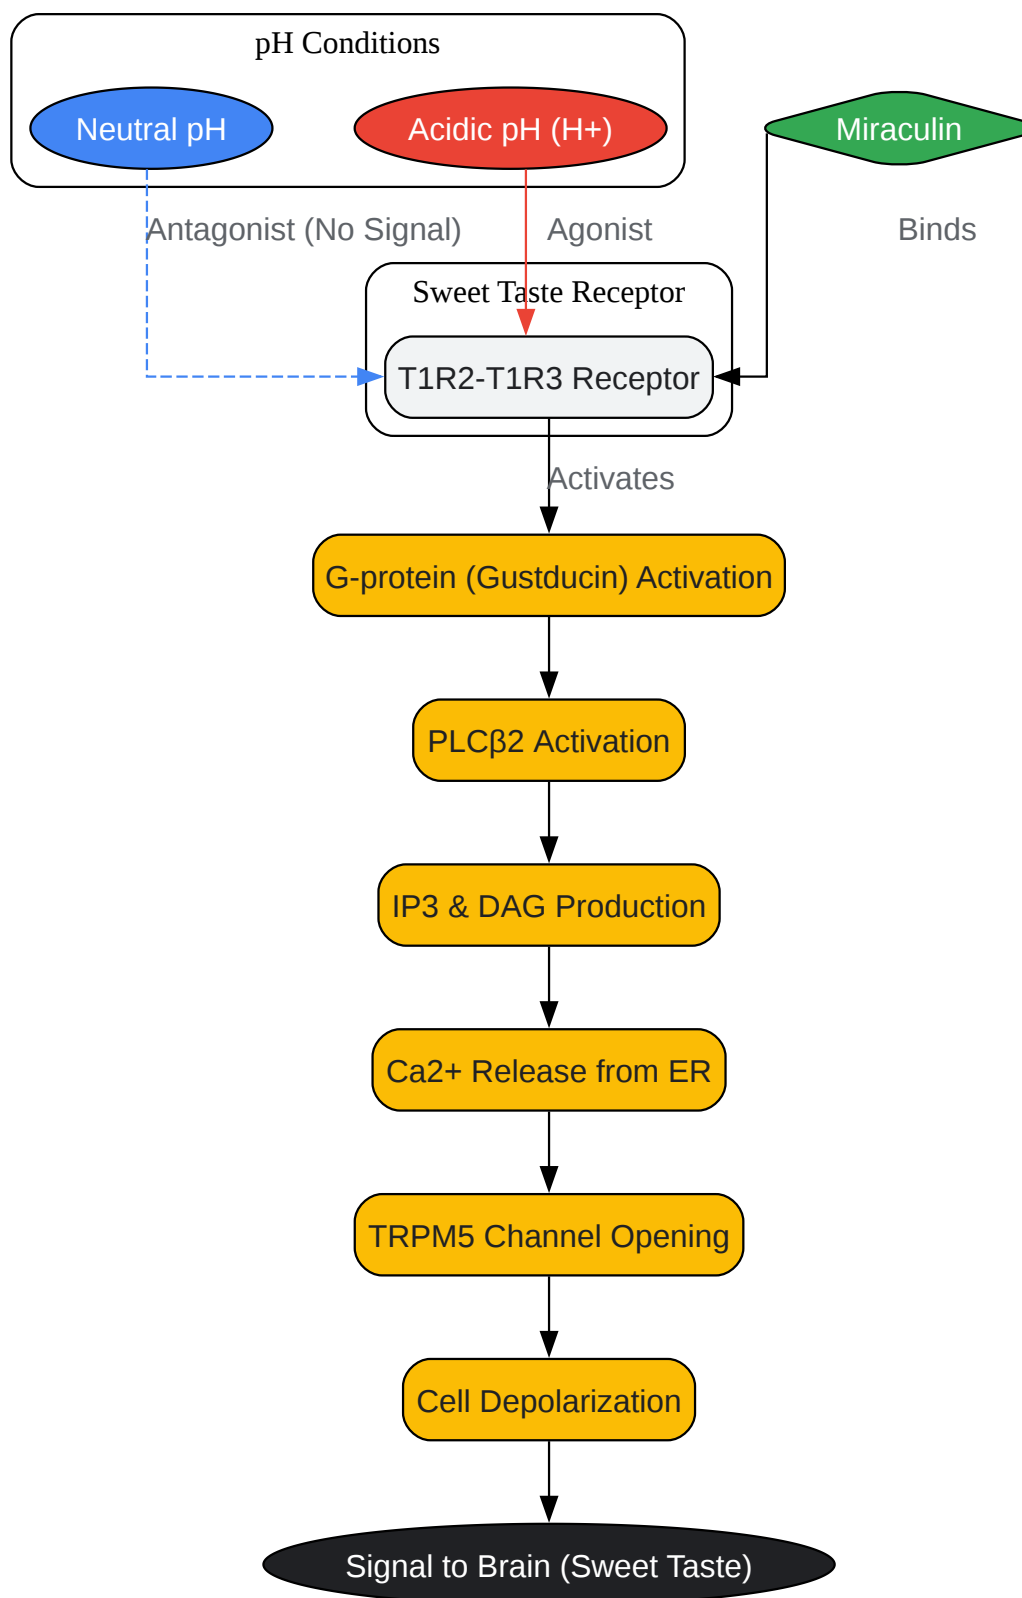 pH Conditions
Neutral pH
Acidic pH (H+)
Miraculin
Antagonist (No Signal)
Agonist
Binds
Sweet Taste Receptor
T1R2-T1R3 Receptor
Activates
G-protein (Gustducin) Activation
PLCβ2 Activation
IP3 & DAG Production
Ca2+ Release from ER
TRPM5 Channel Opening
Cell Depolarization
Signal to Brain (Sweet Taste)